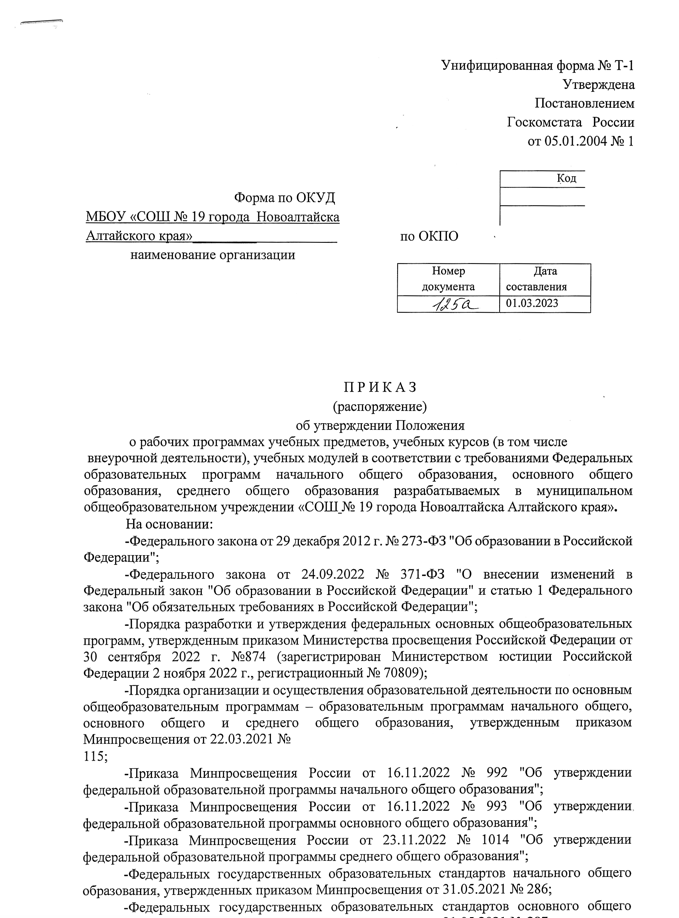 Унифицированная форма № Т-1
Утверждена
Постановлением
Госкомстата России
от 05.01.2004 № 1
Код
Форма по ОКУД
МБОУ «СОШ № 19 города Новоалтайска
Алтайского края»
по ОКПО
наименование организации
Номер документа Дата составления
125а 01.03.2023
П Р И К А З
(распоряжение)
об утверждении Положения
о рабочих программах учебных предметов, учебных курсов (в том числе
внеурочной деятельности), учебных модулей в соответствии с требованиями Федеральных
образовательных программ начального общего образования, основного общего
образования, среднего общего образования разрабатываемых в муниципальном
общеобразовательном учреждении «СОШ № 19 города Новоалтайска Алтайского края».
На основании:
-Федерального закона от 29 декабря 2012 г. № 273-ФЗ "Об образовании в Российской
Федерации";
-Федерального закона от 24.09.2022 № 371-ФЗ "О внесении изменений в
Федеральный закон "Об образовании в Российской Федерации" и статью 1 Федерального
закона "Об обязательных требованиях в Российской Федерации";
-Порядка разработки и утверждения федеральных основных общеобразовательных
программ, утвержденным приказом Министерства просвещения Российской Федерации от
30 сентября 2022 г. №874 (зарегистрирован Министерством юстиции Российской
Федерации 2 ноября 2022 г., регистрационный № 70809);
-Порядка организации и осуществления образовательной деятельности по основным
общеобразовательным программам – образовательным программам начального общего,
основного общего и среднего общего образования, утвержденным приказом
Минпросвещения от 22.03.2021 №
115;
-Приказа Минпросвещения России от 16.11.2022 № 992 "Об утверждении
федеральной образовательной программы начального общего образования";
-Приказа Минпросвещения России от 16.11.2022 № 993 "Об утверждении
федеральной образовательной программы основного общего образования";
-Приказа Минпросвещения России от 23.11.2022 № 1014 "Об утверждении
федеральной образовательной программы среднего общего образования";
-Федеральных государственных образовательных стандартов начального общего
образования, утвержденных приказом Минпросвещения от 31.05.2021 № 286;
-Федеральных государственных образовательных стандартов основного общего